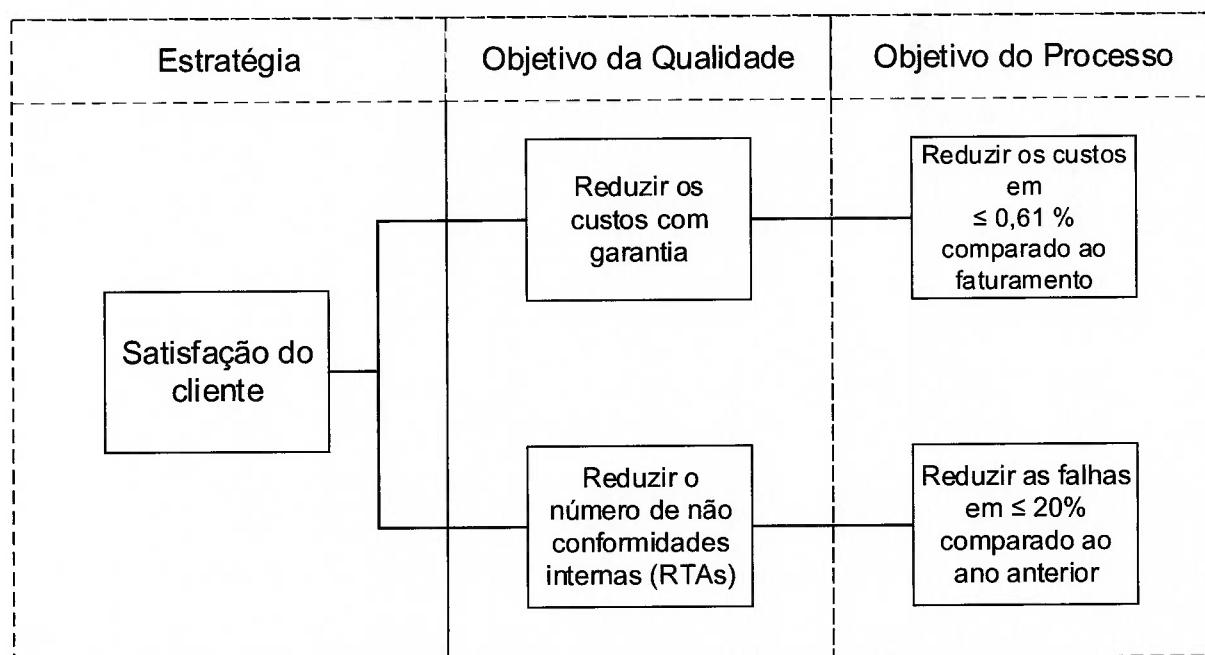 Estratégia
Objetivo da Qualidade
Objetivo do Processo
Satisfação do
cliente
Reduzir os
custos com
garantia
Reduzir os custos
em
≤ 0,61 %
comparado ao
faturamento
Reduzir o
número de não
conformidades
internas (RTAs)
Reduzir as falhas
em ≤ 20%
comparado ao
ano anterior